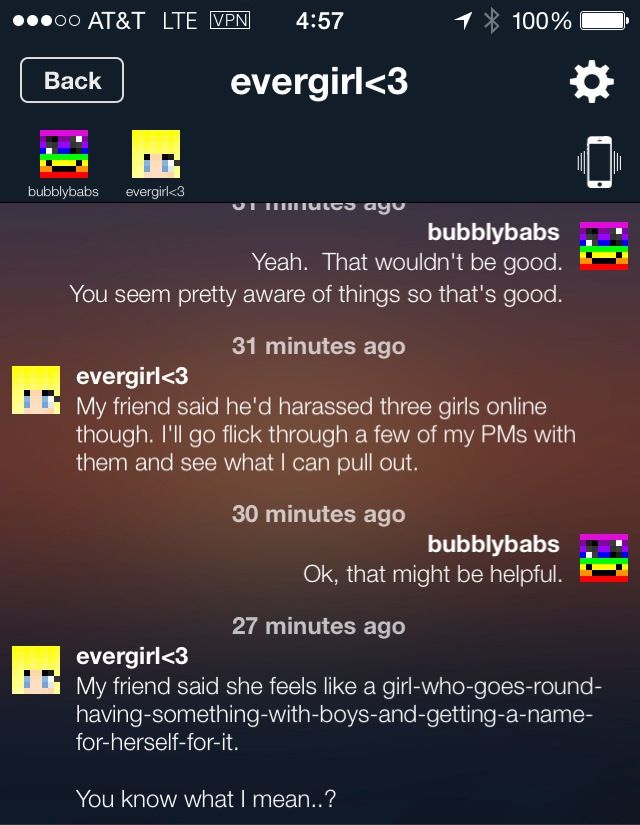 AT&T LTE VPN 4:57 100%
Back evergirl<3
bubblybabs evergirl<3
31 minutes ago
bubblybabs
Yeah. That wouldn't be good.
You seem pretty aware of things so that's good.
31 minutes ago
evergirl<3
My friend said he'd harassed three girls online
though. I'll go flick through a few of my PMs with
them and see what I can pull out.
30 minutes ago
bubblybabs
Ok, that might be helpful.
27 minutes ago
evergirl<3
My friend said she feels like a girl-who-goes-round-
having-something-with-boys-and-getting-a-name-
for-herself-for-it.
You know what I mean..?